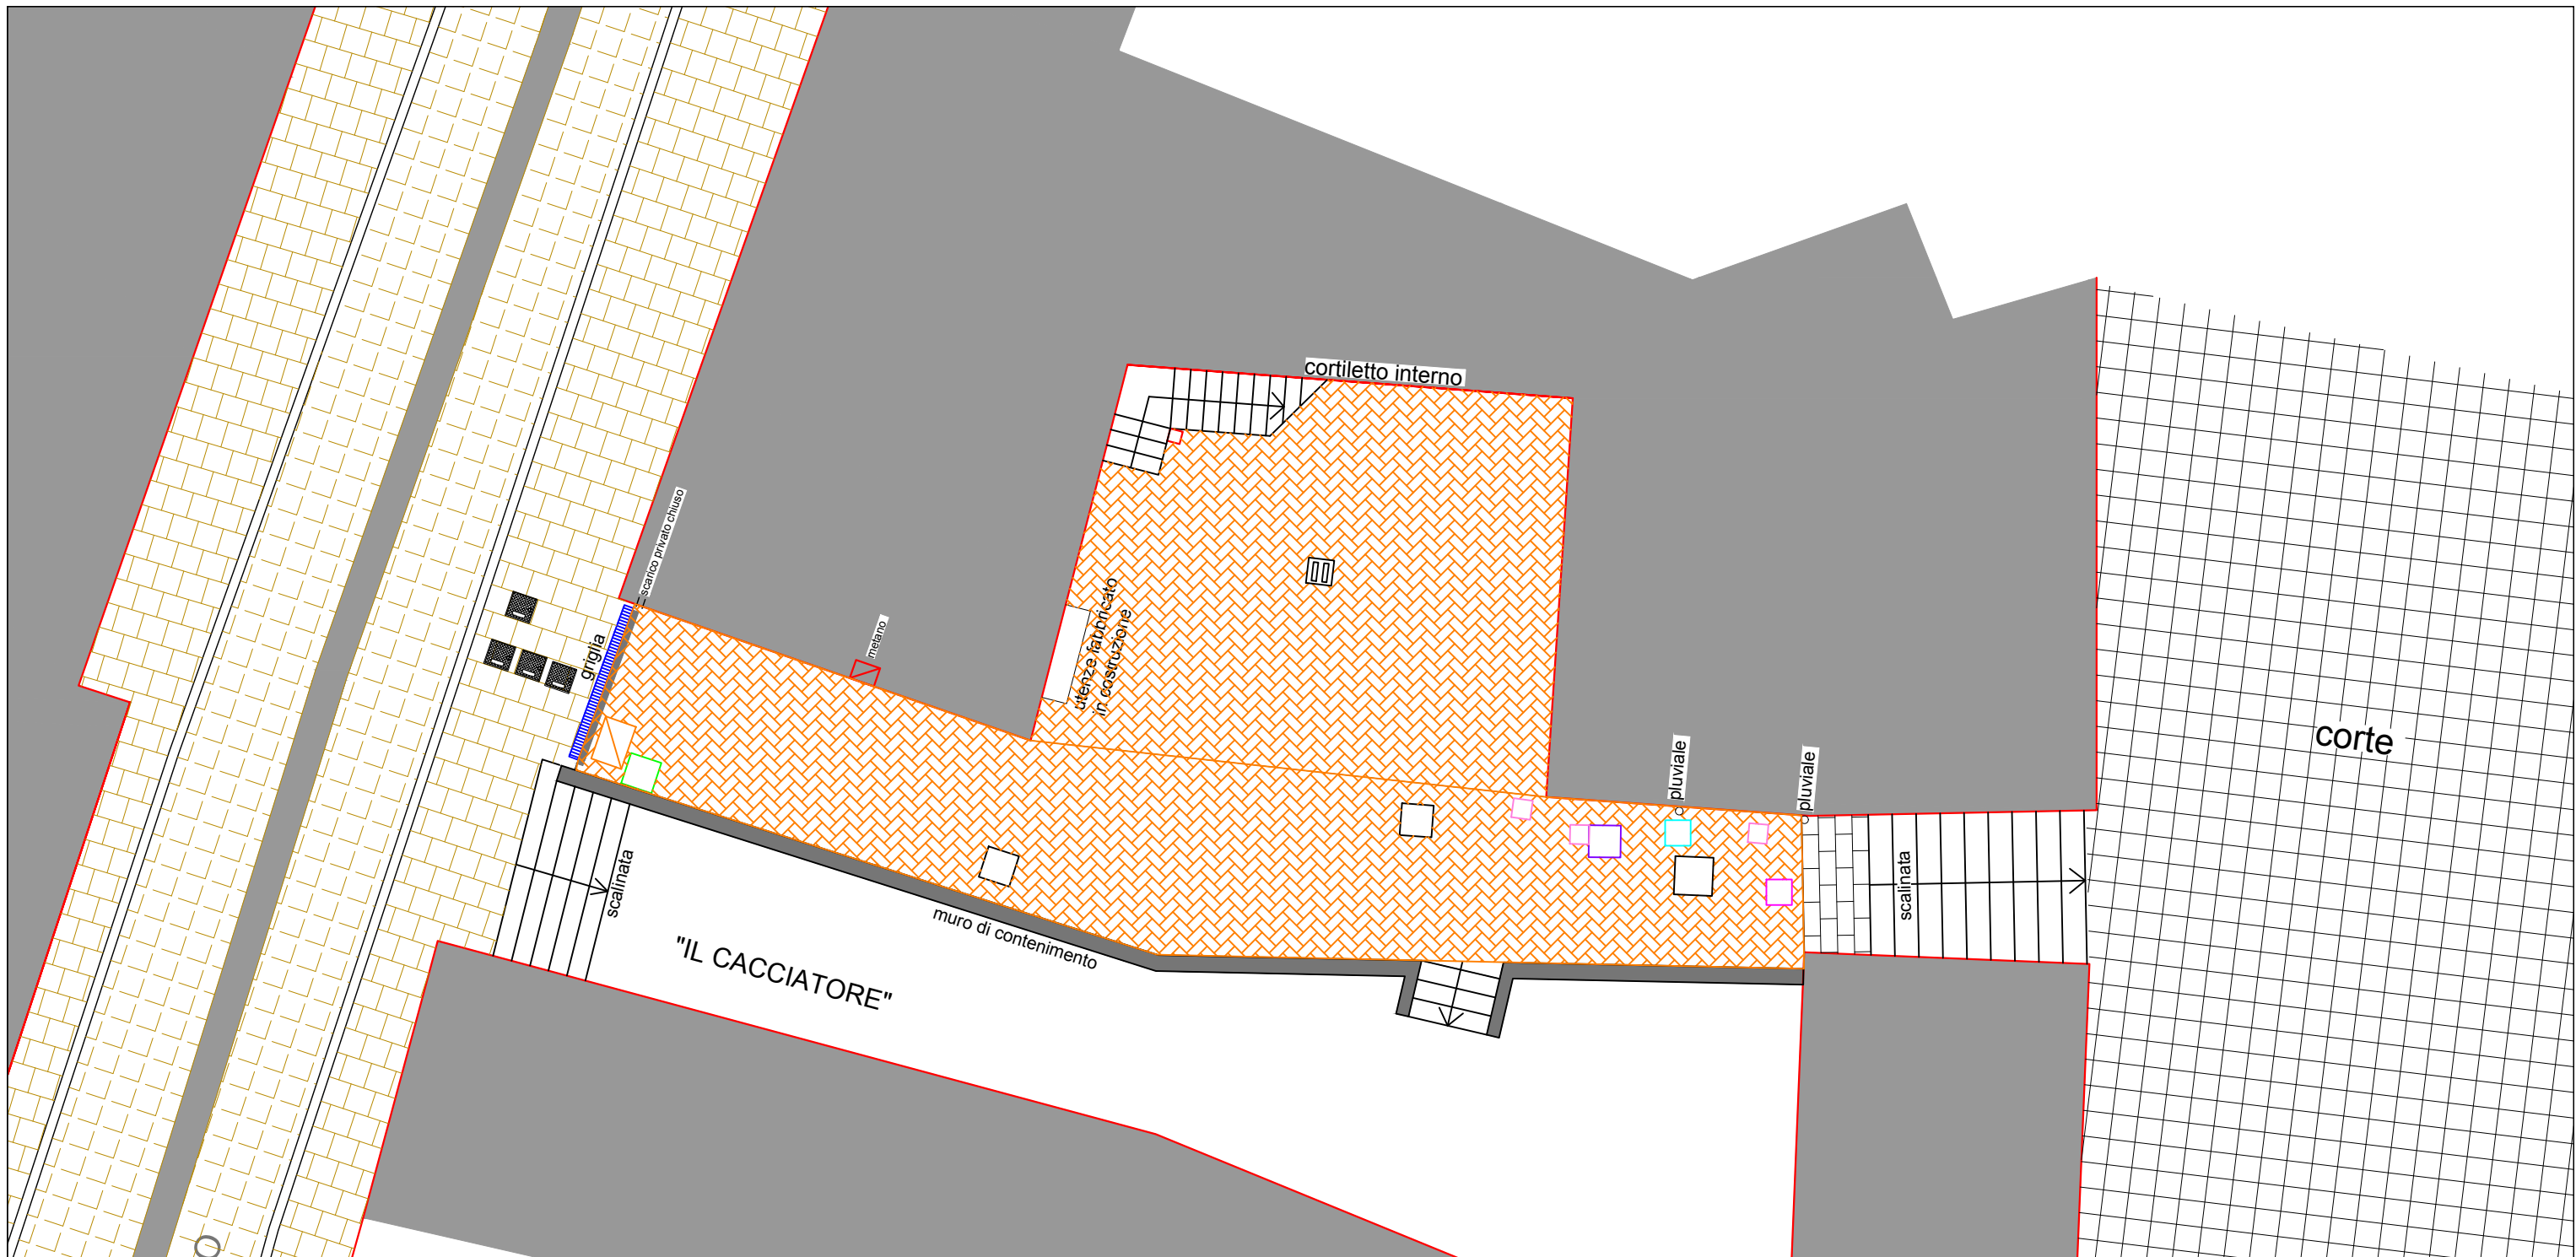 cortiletto interno
scarico privato chiuso
metano
griglia
utenze fabbricato
in costruzione
pluviale
pluviale
corte
scalinata
scalinata
muro di contenimento
"IL CACCIATORE"
O